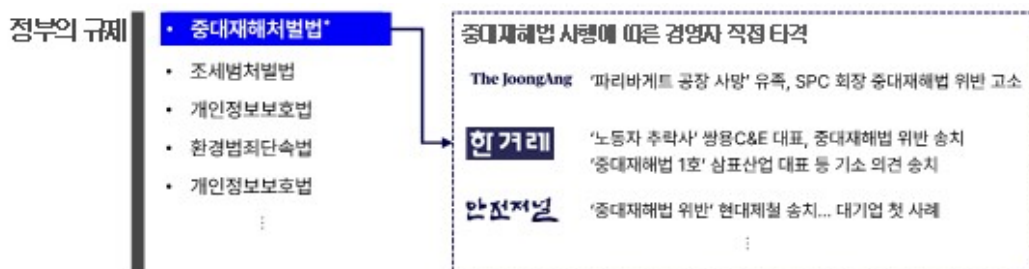 정부의 규제
• 중대재해처벌법*
• 조세범처벌법
• 개인정보보호법
• 환경범죄단속법
• 개인정보보호법
⋮
중대재해법 시행에 따른 경영자 직접 타격
The JoongAng '파리바게트 공장 사망' 유족, SPC 회장 중대재해법 위반 고소
한겨레 '노동자 추락사' 쌍용C&E 대표, 중대재해법 위반 송치
'중대재해법 1호' 삼표산업 대표 등 기소 의견 송치
안전저널 '중대재해법 위반' 현대제철 송치... 대기업 첫 사례
⋮